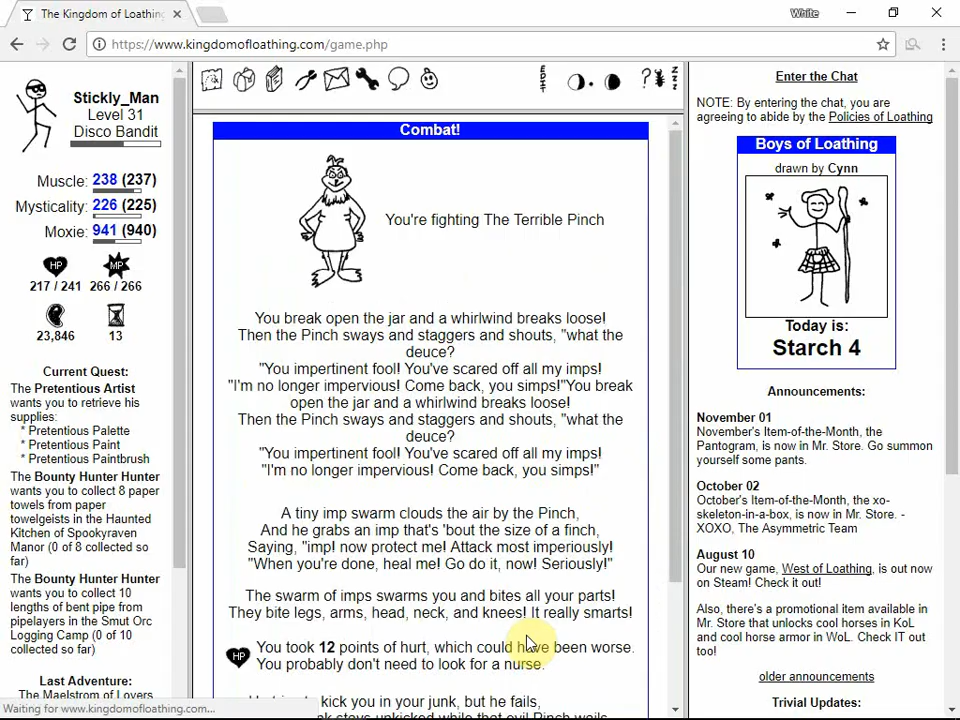 The Kingdom of Loathing
White
https://www.kingdomofloathing.com/game.php
Stickly_Man
Level 31
Disco Bandit
Muscle: 238 (237)
Mysticality: 226 (225)
Moxie: 941 (940)
HP MP
217 / 241 266 / 266
23,846 13
Current Quest:
The Pretentious Artist
wants you to retrieve his
supplies:
* Pretentious Palette
* Pretentious Paint
* Pretentious Paintbrush
The Bounty Hunter Hunter
wants you to collect 8 paper
towels from paper
towelgeists in the Haunted
Kitchen of Spookyraven
Manor (0 of 8 collected so
far)
The Bounty Hunter Hunter
wants you to collect 10
lengths of bent pipe from
pipelayers in the Smut Orc
Logging Camp (0 of 10
collected so far)
Last Adventure:
The Maelstrom of Lovers
Waiting for www.kingdomofloathing.com...
EDIT
?
ZZZ
Combat!
You're fighting The Terrible Pinch
You break open the jar and a whirlwind breaks loose!
Then the Pinch sways and staggers and shouts, "what the
deuce?
"You impertinent fool! You've scared off all my imps!
"I'm no longer impervious! Come back, you simps!"You break
open the jar and a whirlwind breaks loose!
Then the Pinch sways and staggers and shouts, "what the
deuce?
"You impertinent fool! You've scared off all my imps!
"I'm no longer impervious! Come back, you simps!"
A tiny imp swarm clouds the air by the Pinch,
And he grabs an imp that's 'bout the size of a finch,
Saying, "imp! now protect me! Attack most imperiously!
"When you're done, heal me! Go do it, now! Seriously!"
The swarm of imps swarms you and bites all your parts!
They bite legs, arms, head, neck, and knees! It really smarts!
HP
You took 12 points of hurt, which could have been worse.
You probably don't need to look for a nurse.
kick you in your junk, but he fails,
stays unkicked while that evil Pinch wails
Enter the Chat
NOTE: By entering the chat, you are
agreeing to abide by the Policies of Loathing
Boys of Loathing
drawn by Cynn
Today is:
Starch 4
Announcements:
November 01
November's Item-of-the-Month, the
Pantogram, is now in Mr. Store. Go summon
yourself some pants.
October 02
October's Item-of-the-Month, the xo-
skeleton-in-a-box, is now in Mr. Store. -
XOXO, The Asymmetric Team
August 10
Our new game, West of Loathing, is out now
on Steam! Check it out!
Also, there's a promotional item available in
Mr. Store that unlocks cool horses in KoL
and cool horse armor in WoL. Check IT out
too!
older announcements
Trivial Updates: